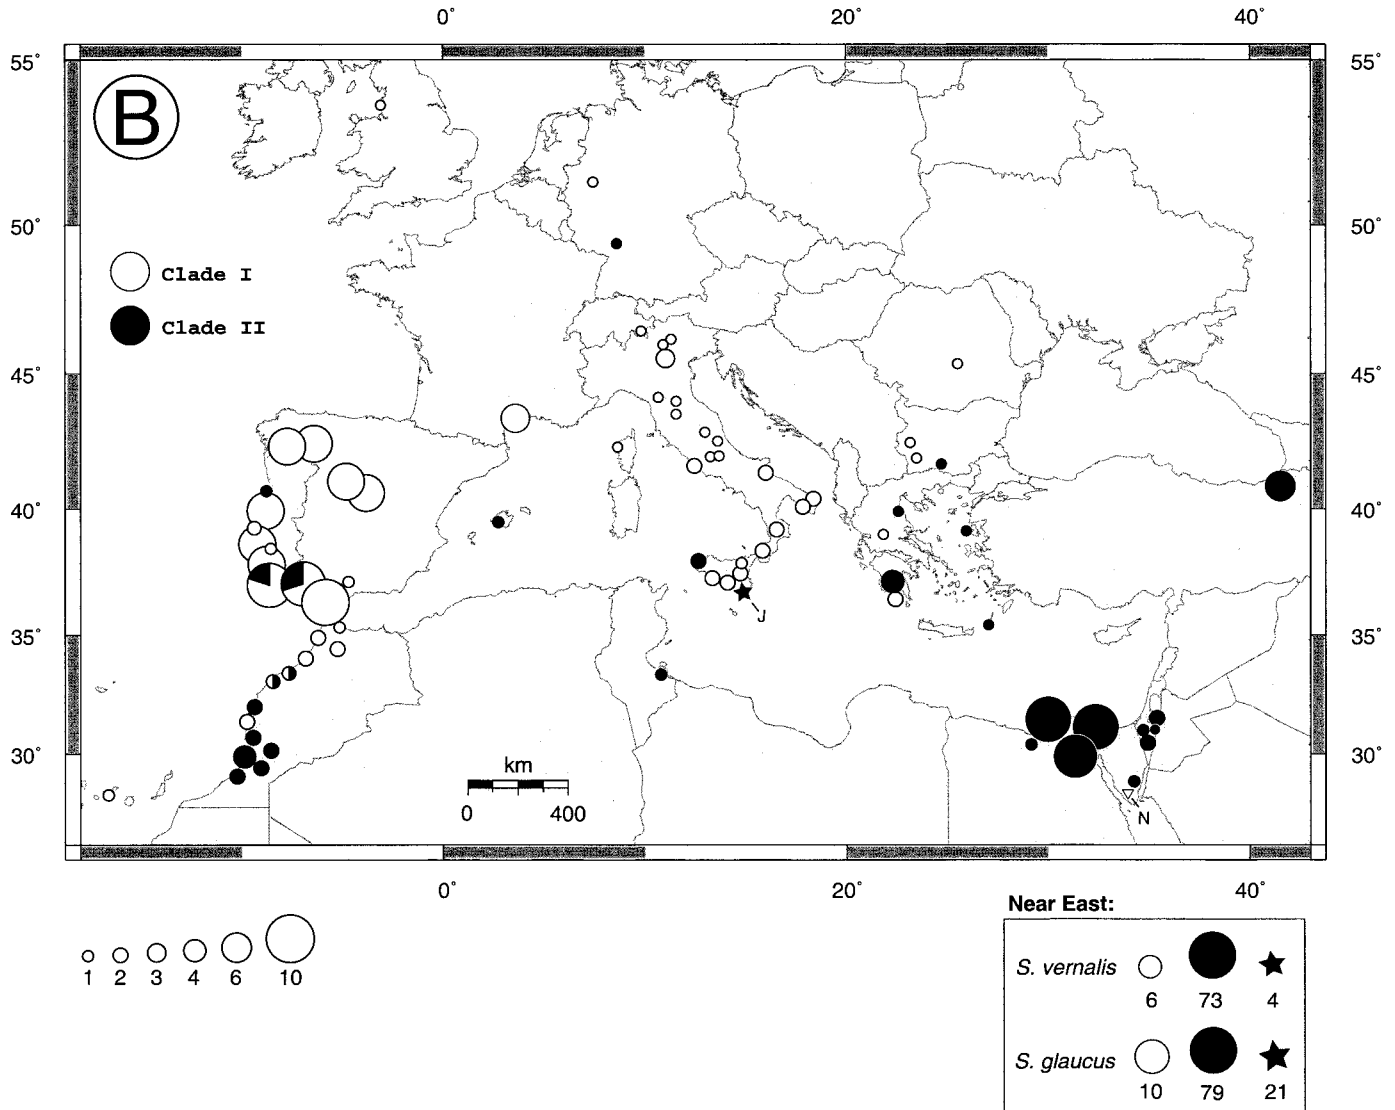 0° 20° 40°
55° 55°
B
50° 50°
Clade I
Clade II
45° 45°
40° 40°
J
35° 35°
30° 30°
km
0 400
N
0° 20° 40°
Near East:
1 2 3 4 6 10
S. vernalis
6 73 4
S. glaucus
10 79 21